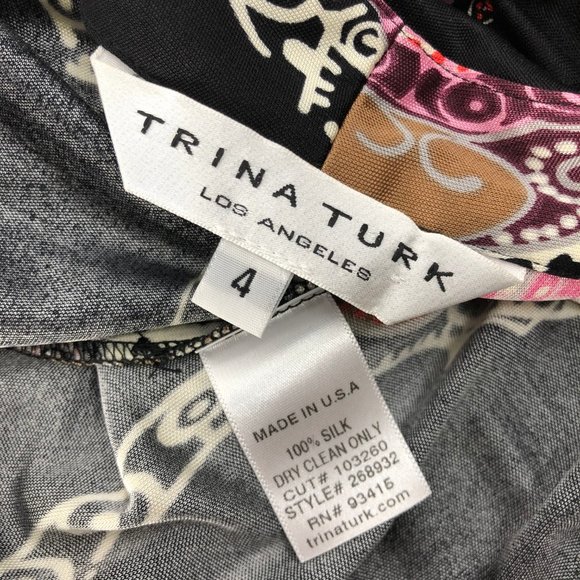 TRINA TURK
LOS ANGELES
4
MADE IN U.S.A
100% SILK
DRY CLEAN ONLY
CUT# 103260
STYLE# 268932
RN# 93415
trinaturk.com